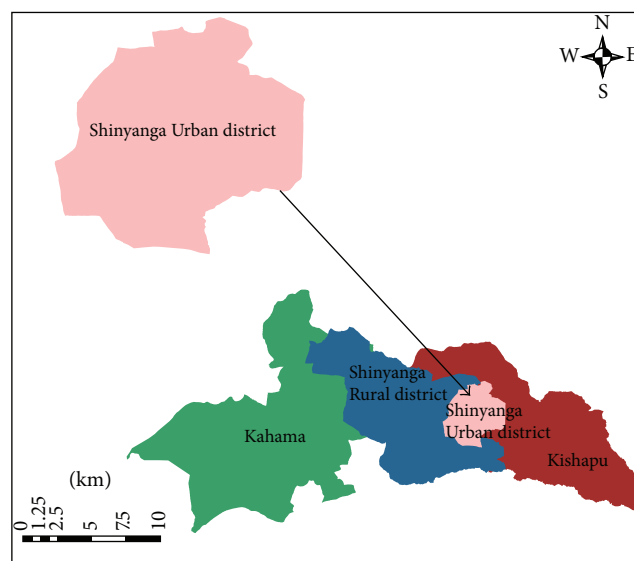 N
W E
S
Shinyanga Urban district
Shinyanga
Rural district
Shinyanga
Urban district
Kahama
Kishapu
(km)
0 1.25 2.5 5 7.5 10